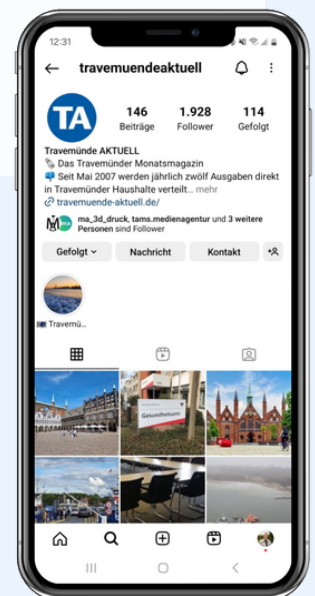 12:31
travemuendeaktuell
TA
146 1.928 114
Beiträge Follower Gefolgt
Travemünde AKTUELL
🗞️ Das Travemünder Monatsmagazin
📪 Seit Mai 2007 werden jährlich zwölf Ausgaben direkt
in Travemünder Haushalte verteilt... mehr
travemuende-aktuell.de/
ma_3d_druck, tams.medienagentur und 3 weitere
Personen sind Follower
Gefolgt Nachricht Kontakt
Travemü...
Gesundheitsamt